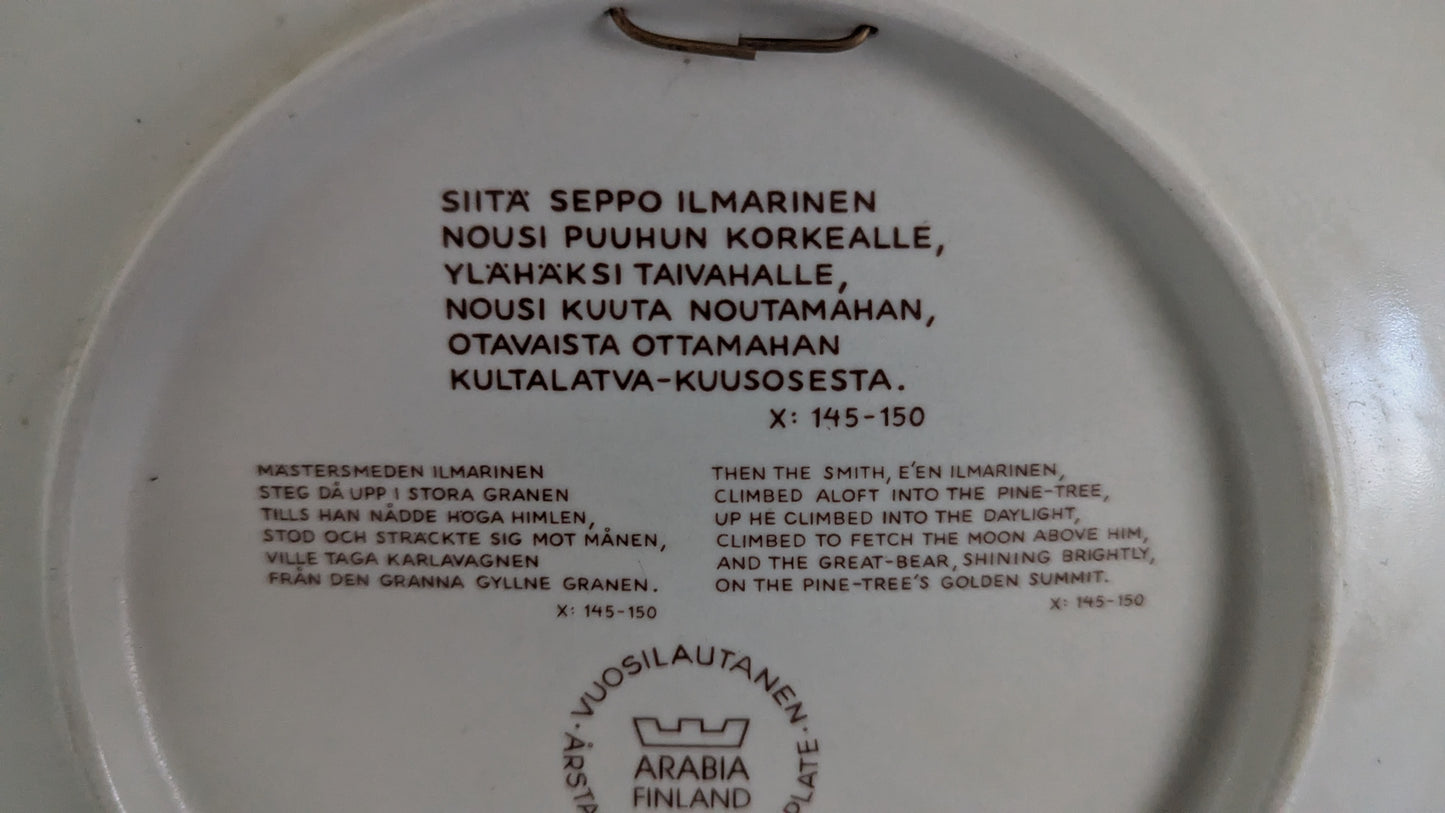 SIITÄ SEPPO ILMARINEN
NOUSI PUUHUN KORKEALLE,
YLÄHÄKSI TAIVAHALLE,
NOUSI KUUTA NOUTAMAHAN,
OTAVAISTA OTTAMAHAN
KULTALATVA-KUUSOSESTA.
X: 145-150
MÄSTERSMEDEN ILMARINEN
STEG DÅ UPP I STORA GRANEN
TILLS HAN NÅDDE HÖGA HIMLEN,
STOD OCH STRÄCKTE SIG MOT MÅNEN,
VILLE TAGA KARLAVAGNEN
FRÅN DEN GRANNA GYLLNE GRANEN.
X: 145-150
THEN THE SMITH, E'EN ILMARINEN,
CLIMBED ALOFT INTO THE PINE-TREE,
UP HE CLIMBED INTO THE DAYLIGHT,
CLIMBED TO FETCH THE MOON ABOVE HIM,
AND THE GREAT-BEAR, SHINING BRIGHTLY,
ON THE PINE-TREE'S GOLDEN SUMMIT.
X: 145-150
· VUOSILAUTANEN ·
ÅRSTA
PLATE
ARABIA
FINLAND